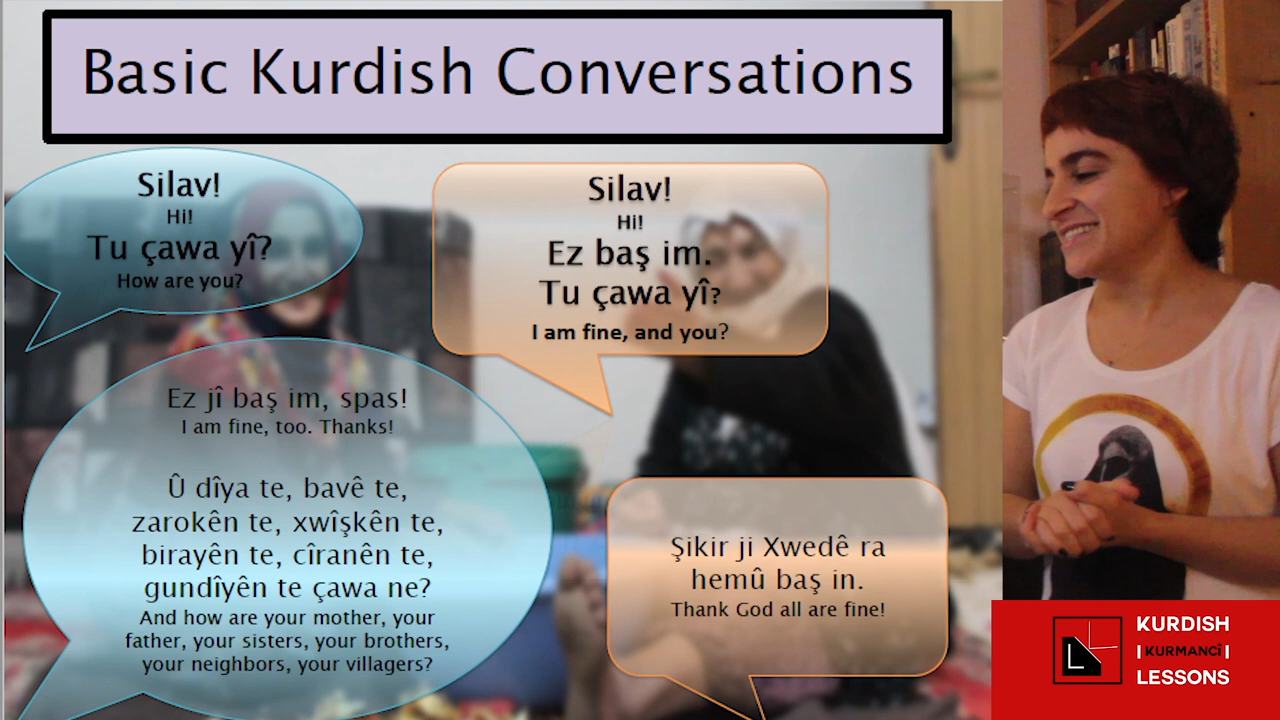 Basic Kurdish Conversations
Silav!
Hi!
Tu çawa yî?
How are you?
Silav!
Hi!
Ez baş im.
Tu çawa yî?
I am fine, and you?
Ez jî baş im, spas!
I am fine, too. Thanks!
Û dîya te, bavê te,
zarokên te, xwîşkên te,
birayên te, cîranên te,
gundîyên te çawa ne?
And how are your mother, your
father, your sisters, your brothers,
your neighbors, your villagers?
Şikir ji Xwedê ra
hemû baş in.
Thank God all are fine!
KURDISH
| KURMANCÎ |
LESSONS